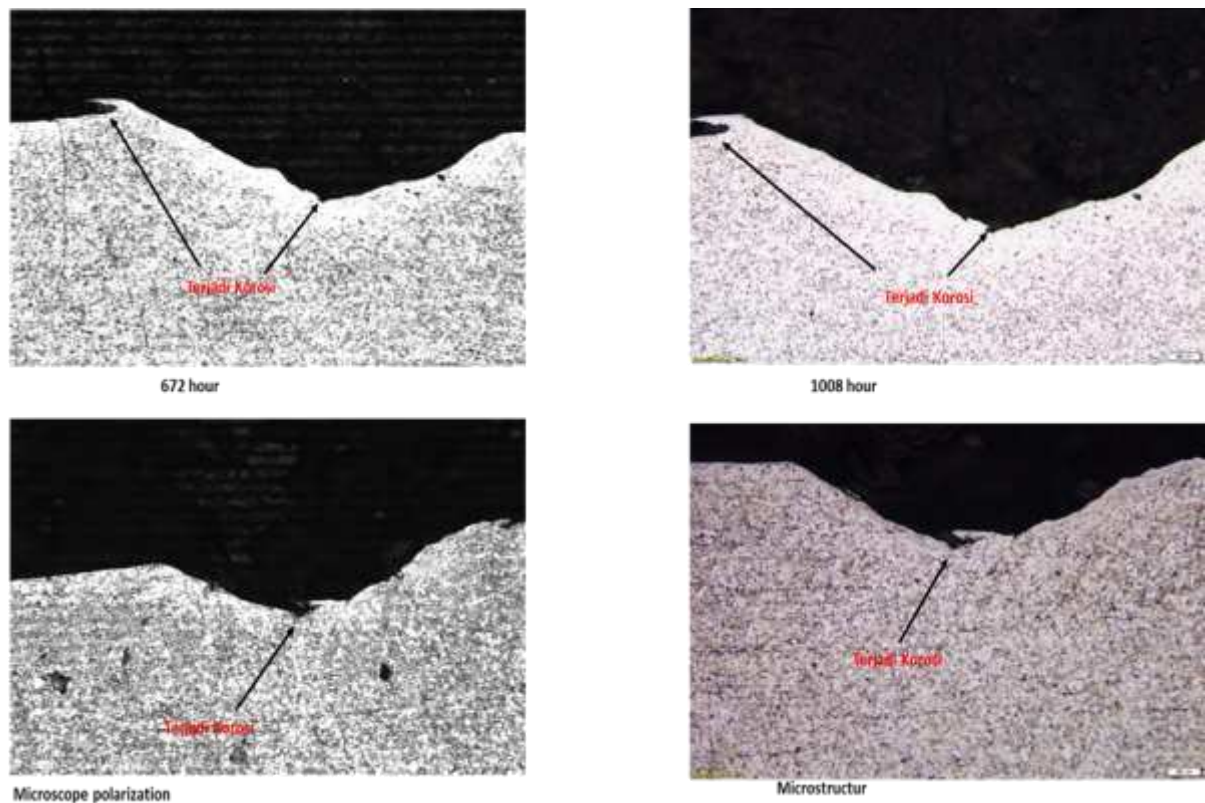 Terjadi Korosi
Terjadi Korosi
672 hour
1008 hour
Terjadi Korosi
Terjadi Korosi
Microscope polarization
Microstructur